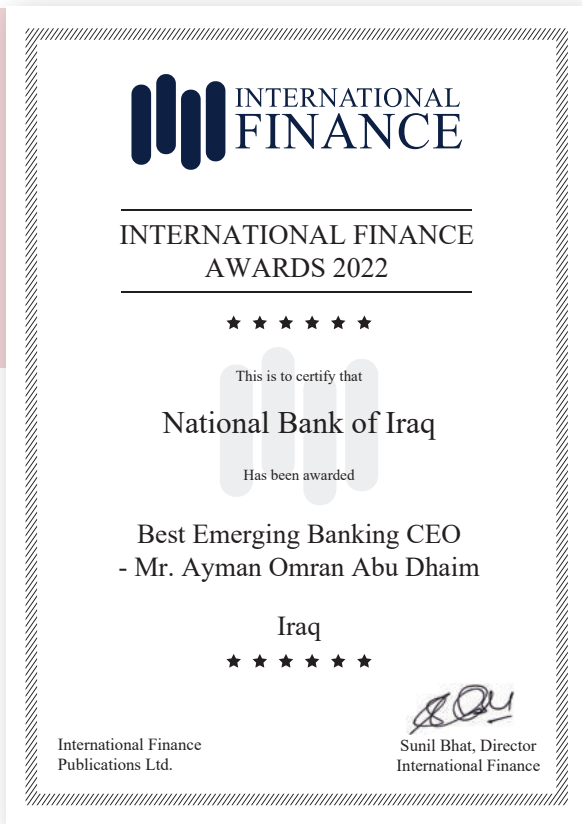 INTERNATIONAL
FINANCE
INTERNATIONAL FINANCE
AWARDS 2022
This is to certify that
National Bank of Iraq
Has been awarded
Best Emerging Banking CEO
- Mr. Ayman Omran Abu Dhaim
Iraq
International Finance
Publications Ltd.
Sunil Bhat, Director
International Finance